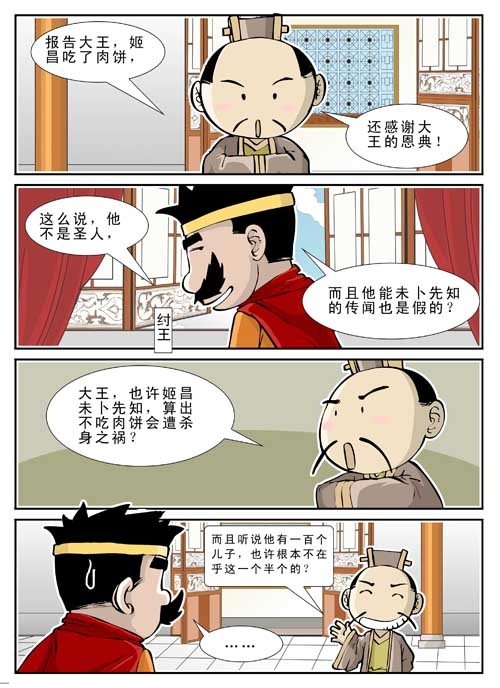 报告大王，姬
昌吃了肉饼，
还感谢大
王的恩典！
这么说，他
不是圣人，
纣王
而且他能未卜先知
的传闻也是假的？
大王，也许姬昌
未卜先知，算出
不吃肉饼会遭杀
身之祸？
而且听说他有一百个
儿子，也许根本不在
乎这一个半个的？
……